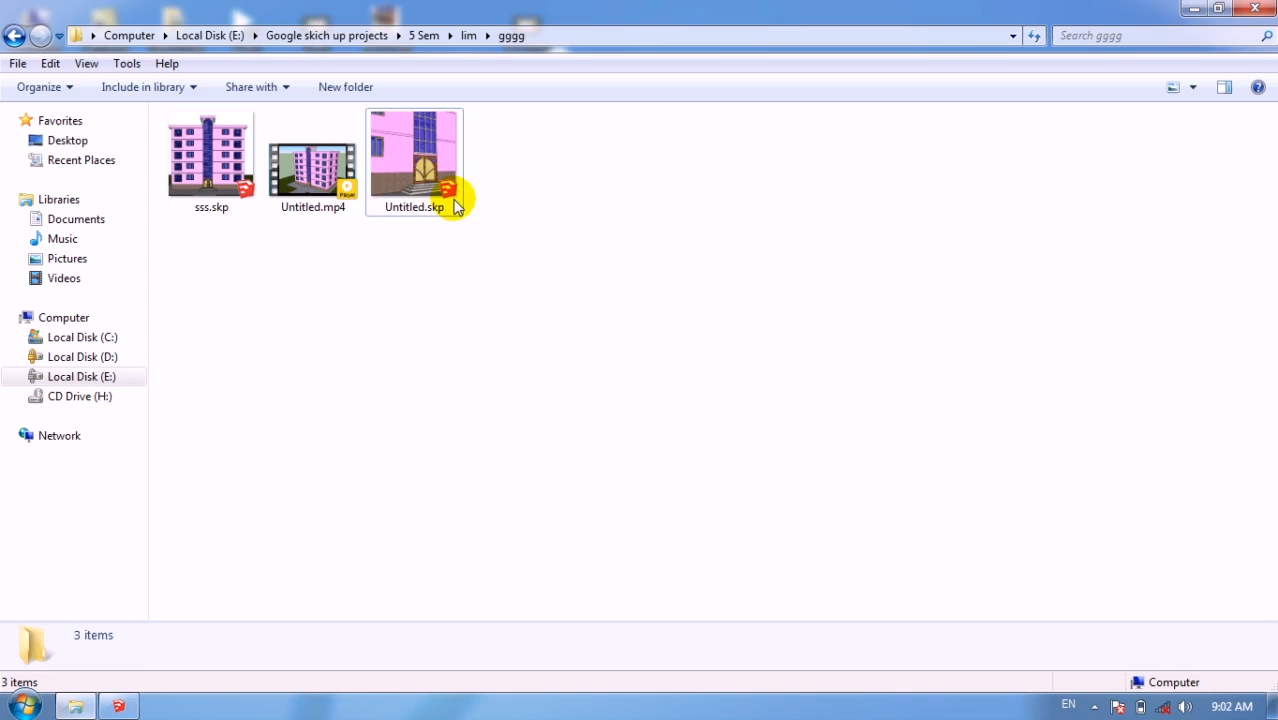 Computer Local Disk (E:) Google skich up projects 5 Sem lim gggg Search gggg
File Edit View Tools Help
Organize Include in library Share with New folder
Favorites
Desktop
Recent Places
Libraries
Documents
Music
Pictures
Videos
Computer
Local Disk (C:)
Local Disk (D:)
Local Disk (E:)
CD Drive (H:)
Network
sss.skp Untitled.mp4 Untitled.skp
Player
3 items
3 items Computer
EN 9:02 AM